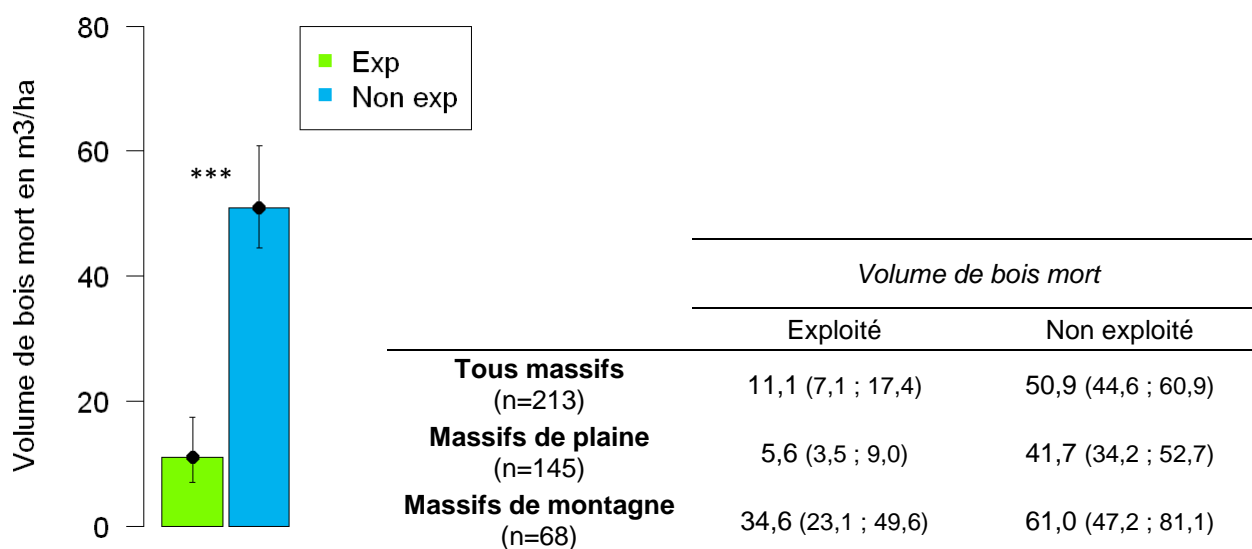 Volume de bois mort en m3/ha
80
60
40
20
0
***
Exp
Non exp
Volume de bois mort
Exploité Non exploité
Tous massifs
(n=213)
11,1 (7,1 ; 17,4) 50,9 (44,6 ; 60,9)
Massifs de plaine
(n=145)
5,6 (3,5 ; 9,0) 41,7 (34,2 ; 52,7)
Massifs de montagne
(n=68)
34,6 (23,1 ; 49,6) 61,0 (47,2 ; 81,1)